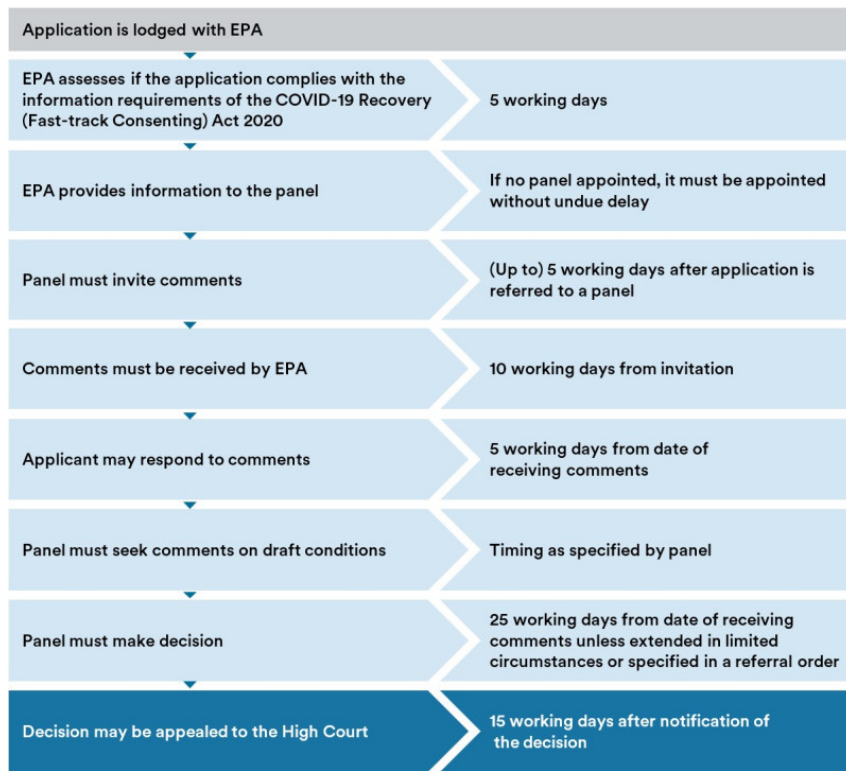 Application is lodged with EPA
EPA assesses if the application complies with the
information requirements of the COVID-19 Recovery
(Fast-track Consenting) Act 2020
5 working days
EPA provides information to the panel
If no panel appointed, it must be appointed
without undue delay
Panel must invite comments
(Up to) 5 working days after application is
referred to a panel
Comments must be received by EPA
10 working days from invitation
Applicant may respond to comments
5 working days from date of
receiving comments
Panel must seek comments on draft conditions
Timing as specified by panel
Panel must make decision
25 working days from date of receiving
comments unless extended in limited
circumstances or specified in a referral order
Decision may be appealed to the High Court
15 working days after notification of
the decision